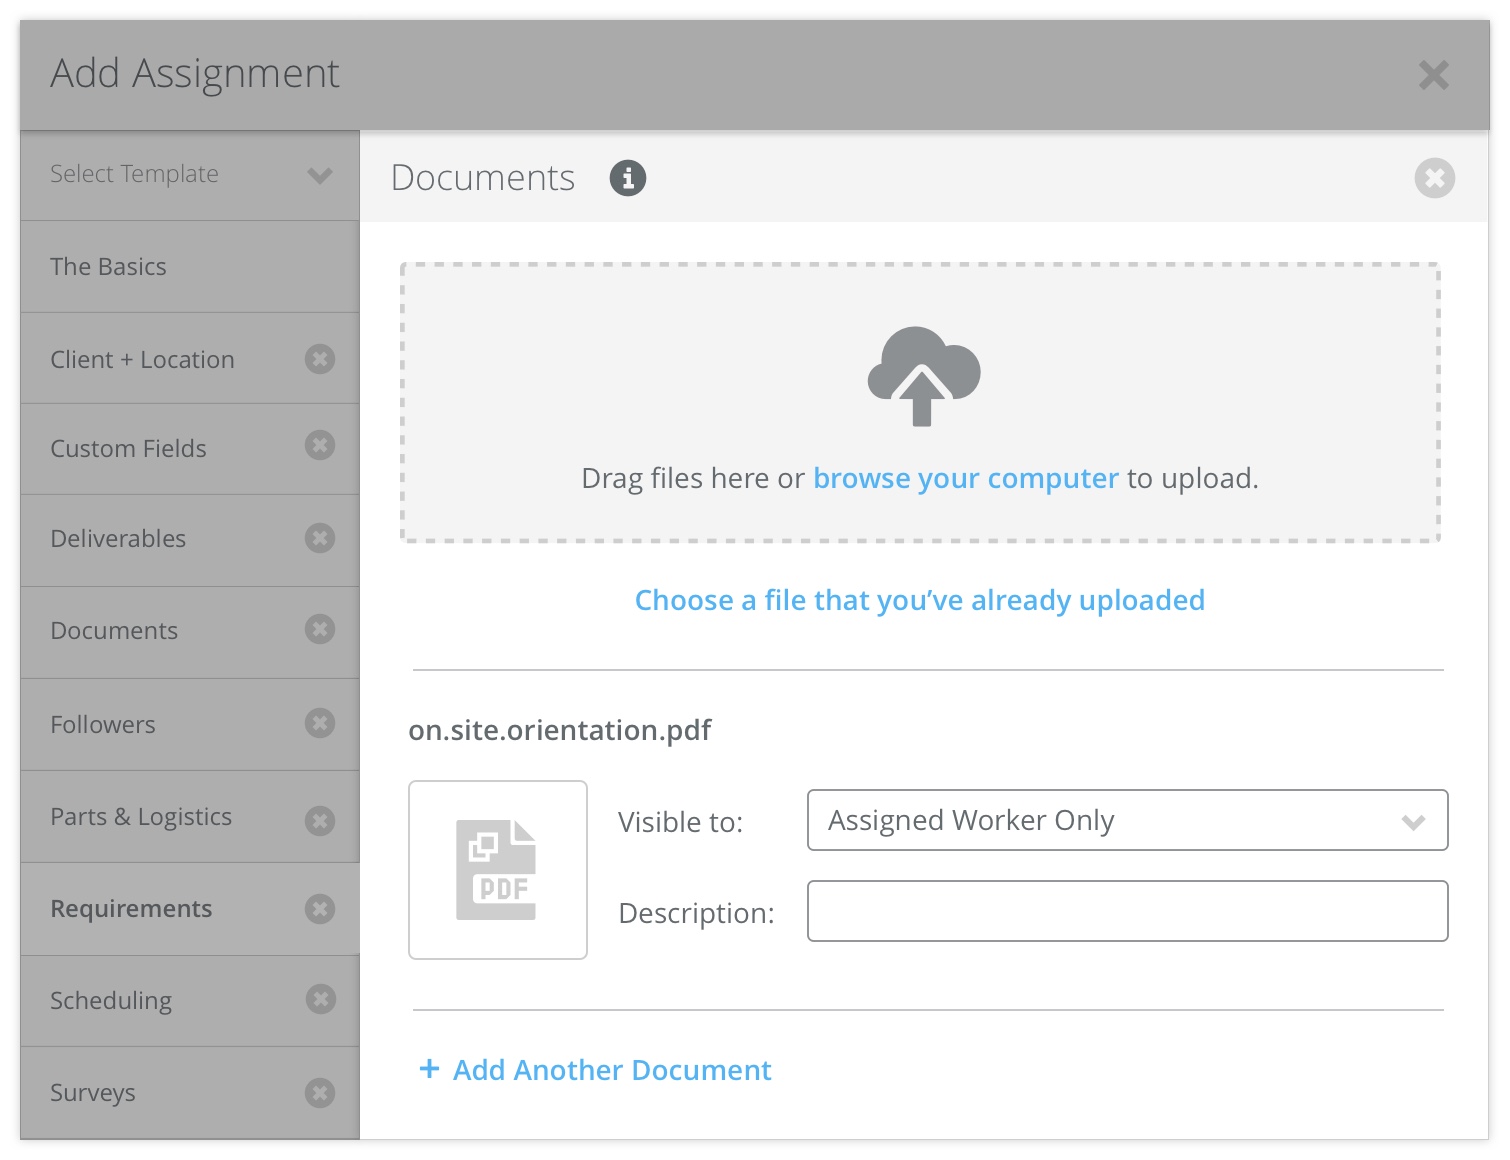 Add Assignment
Select Template
The Basics
Client + Location
Custom Fields
Deliverables
Documents
Followers
Parts & Logistics
Requirements
Scheduling
Surveys
Documents
Drag files here or browse your computer to upload.
Choose a file that you’ve already uploaded
on.site.orientation.pdf
PDF
Visible to: Assigned Worker Only
Description:
+ Add Another Document